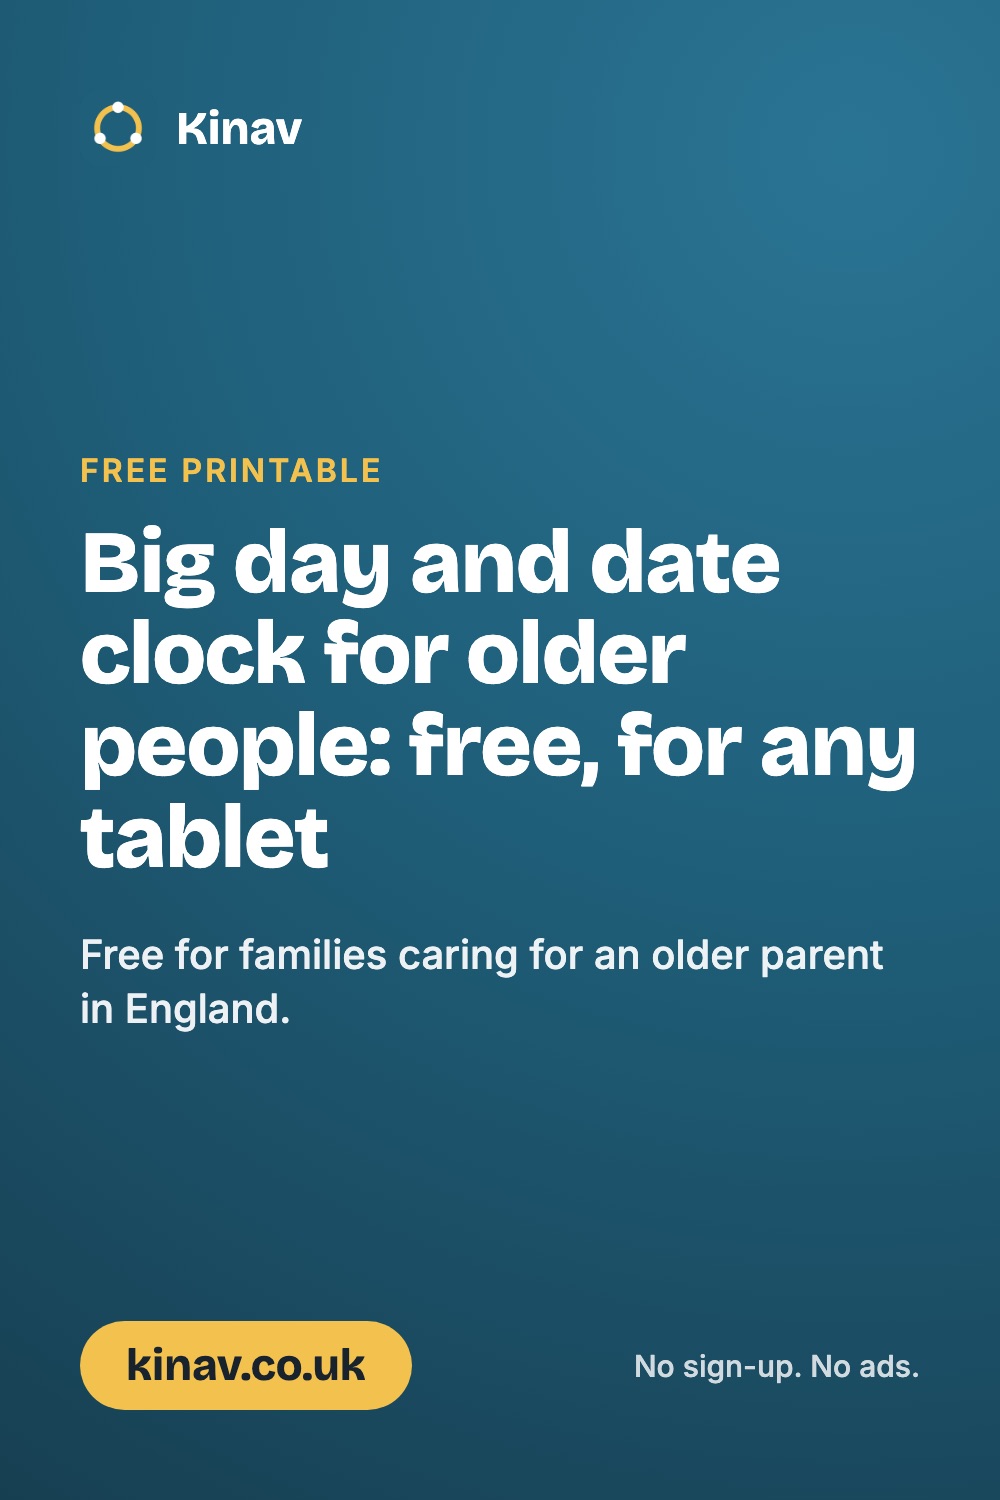 Kinav
FREE PRINTABLE
Big day and date
clock for older
people: free, for any
tablet
Free for families caring for an older parent
in England.
kinav.co.uk
No sign-up. No ads.